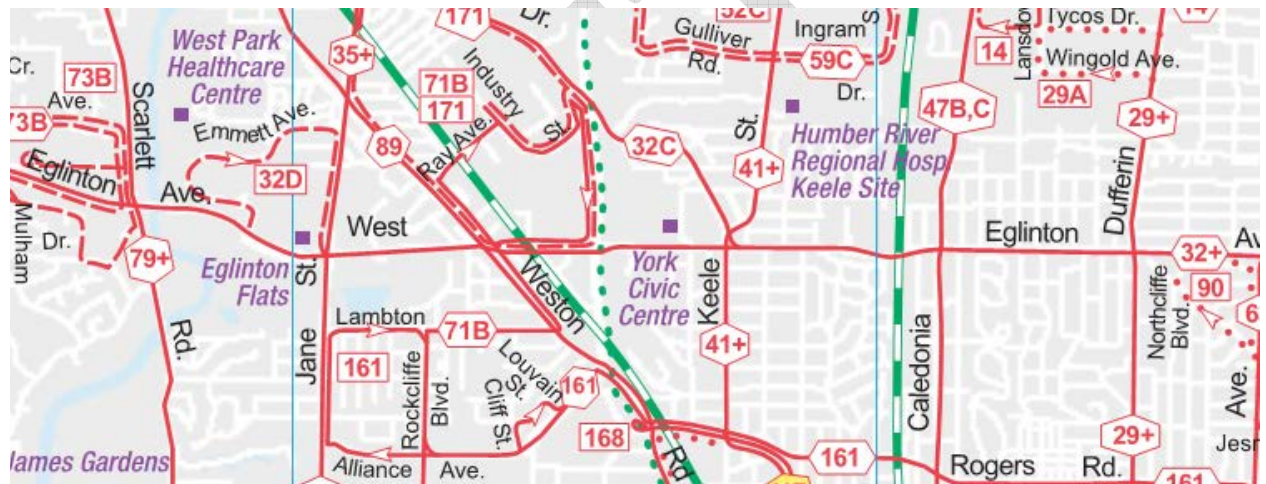 171
Dr.
52C
Gulliver
Rd.
Ingram
S
59C
Dr.
14
Lansdo
Tycos Dr.
Wingold Ave.
29A
14
West Park
Healthcare
Centre
35+
71B
171
Industry
St.
Cr.
73B
Ave.
73B
Scarlett
Emmett Ave.
32D
89
Ray Ave.
32C
St.
41+
Humber River
Regional Hosp
Keele Site
47B,C
29+
Dufferin
Eglinton
Ave.
West
Eglinton
32+
Av
Mulham
Dr.
79+
Rd.
Eglinton
Flats
St.
Jane
Weston
York
Civic
Centre
Keele
41+
Caledonia
Northcliffe
Blvd.
90
6
Ave.
Lambton
71B
161
Rockcliffe
Blvd.
Louvain
St.
Cliff St.
161
168
Alliance
Ave.
Rd
161
Rogers
Rd.
29+
161
Jesm
James Gardens